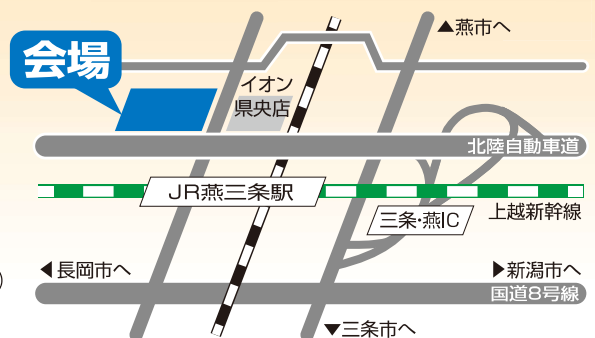 ▲燕市へ
会場
イオン
県央店
北陸自動車道
JR燕三条駅
三条・燕IC
上越新幹線
◀長岡市へ
▶新潟市へ
国道8号線
▼三条市へ
)